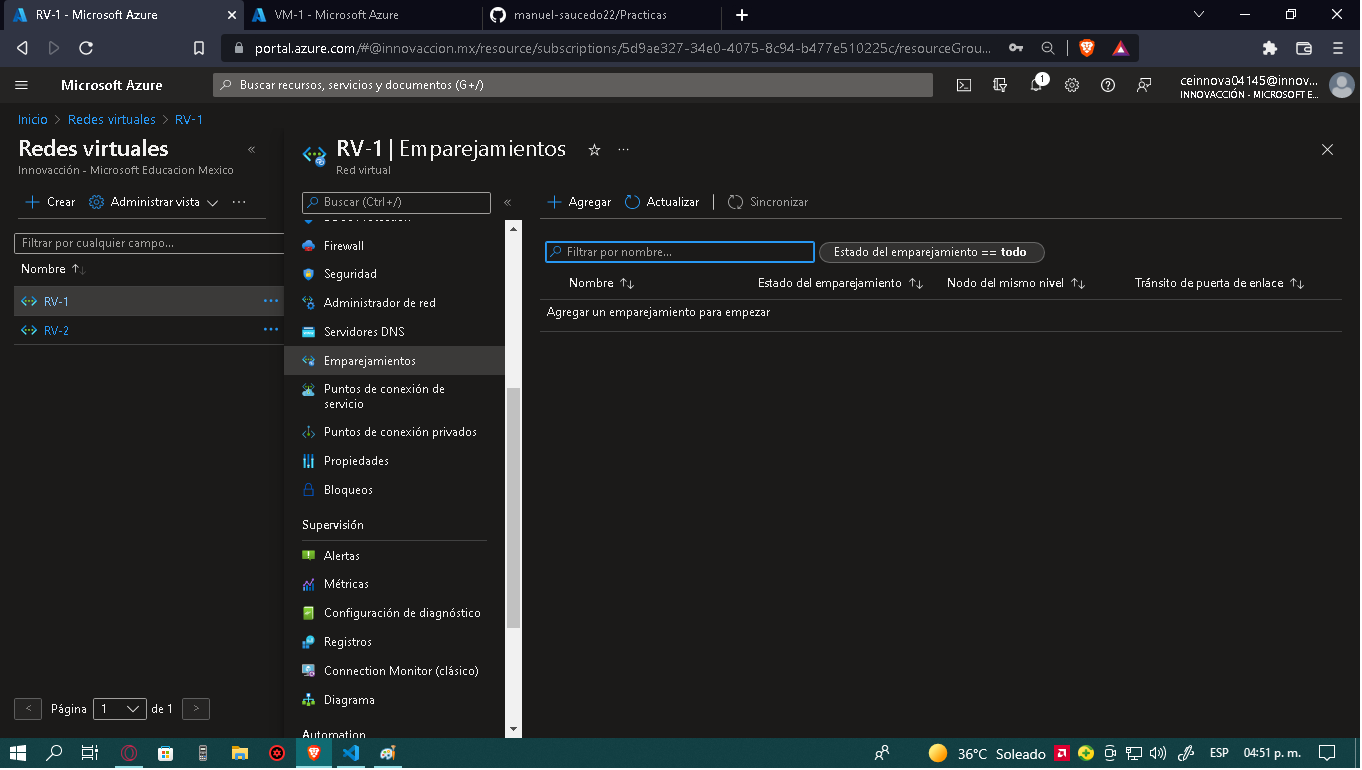 RV-1 - Microsoft Azure
VM-1 - Microsoft Azure
manuel-saucedo22/Practicas
portal.azure.com/#@innovaccion.mx/resource/subscriptions/5d9ae327-34e0-4075-8c94-b477e510225c/resourceGrou...
Microsoft Azure
Buscar recursos, servicios y documentos (G+/)
1
ceinnova04145@innov...
INNOVACCIÓN - MICROSOFT E...
Inicio > Redes virtuales > RV-1
Redes virtuales
Innovacción - Microsoft Educacion Mexico
Crear
Administrar vista
Filtrar por cualquier campo...
Nombre
RV-1
RV-2
Página 1 de 1
RV-1 | Emparejamientos
Red virtual
Buscar (Ctrl+/)
Firewall
Seguridad
Administrador de red
Servidores DNS
Emparejamientos
Puntos de conexión de
servicio
Puntos de conexión privados
Propiedades
Bloqueos
Supervisión
Alertas
Métricas
Configuración de diagnóstico
Registros
Connection Monitor (clásico)
Diagrama
Automation
Agregar
Actualizar
Sincronizar
Filtrar por nombre...
Estado del emparejamiento == todo
Nombre
Estado del emparejamiento
Nodo del mismo nivel
Tránsito de puerta de enlace
Agregar un emparejamiento para empezar
36°C Soleado
ESP
04:51 p. m.